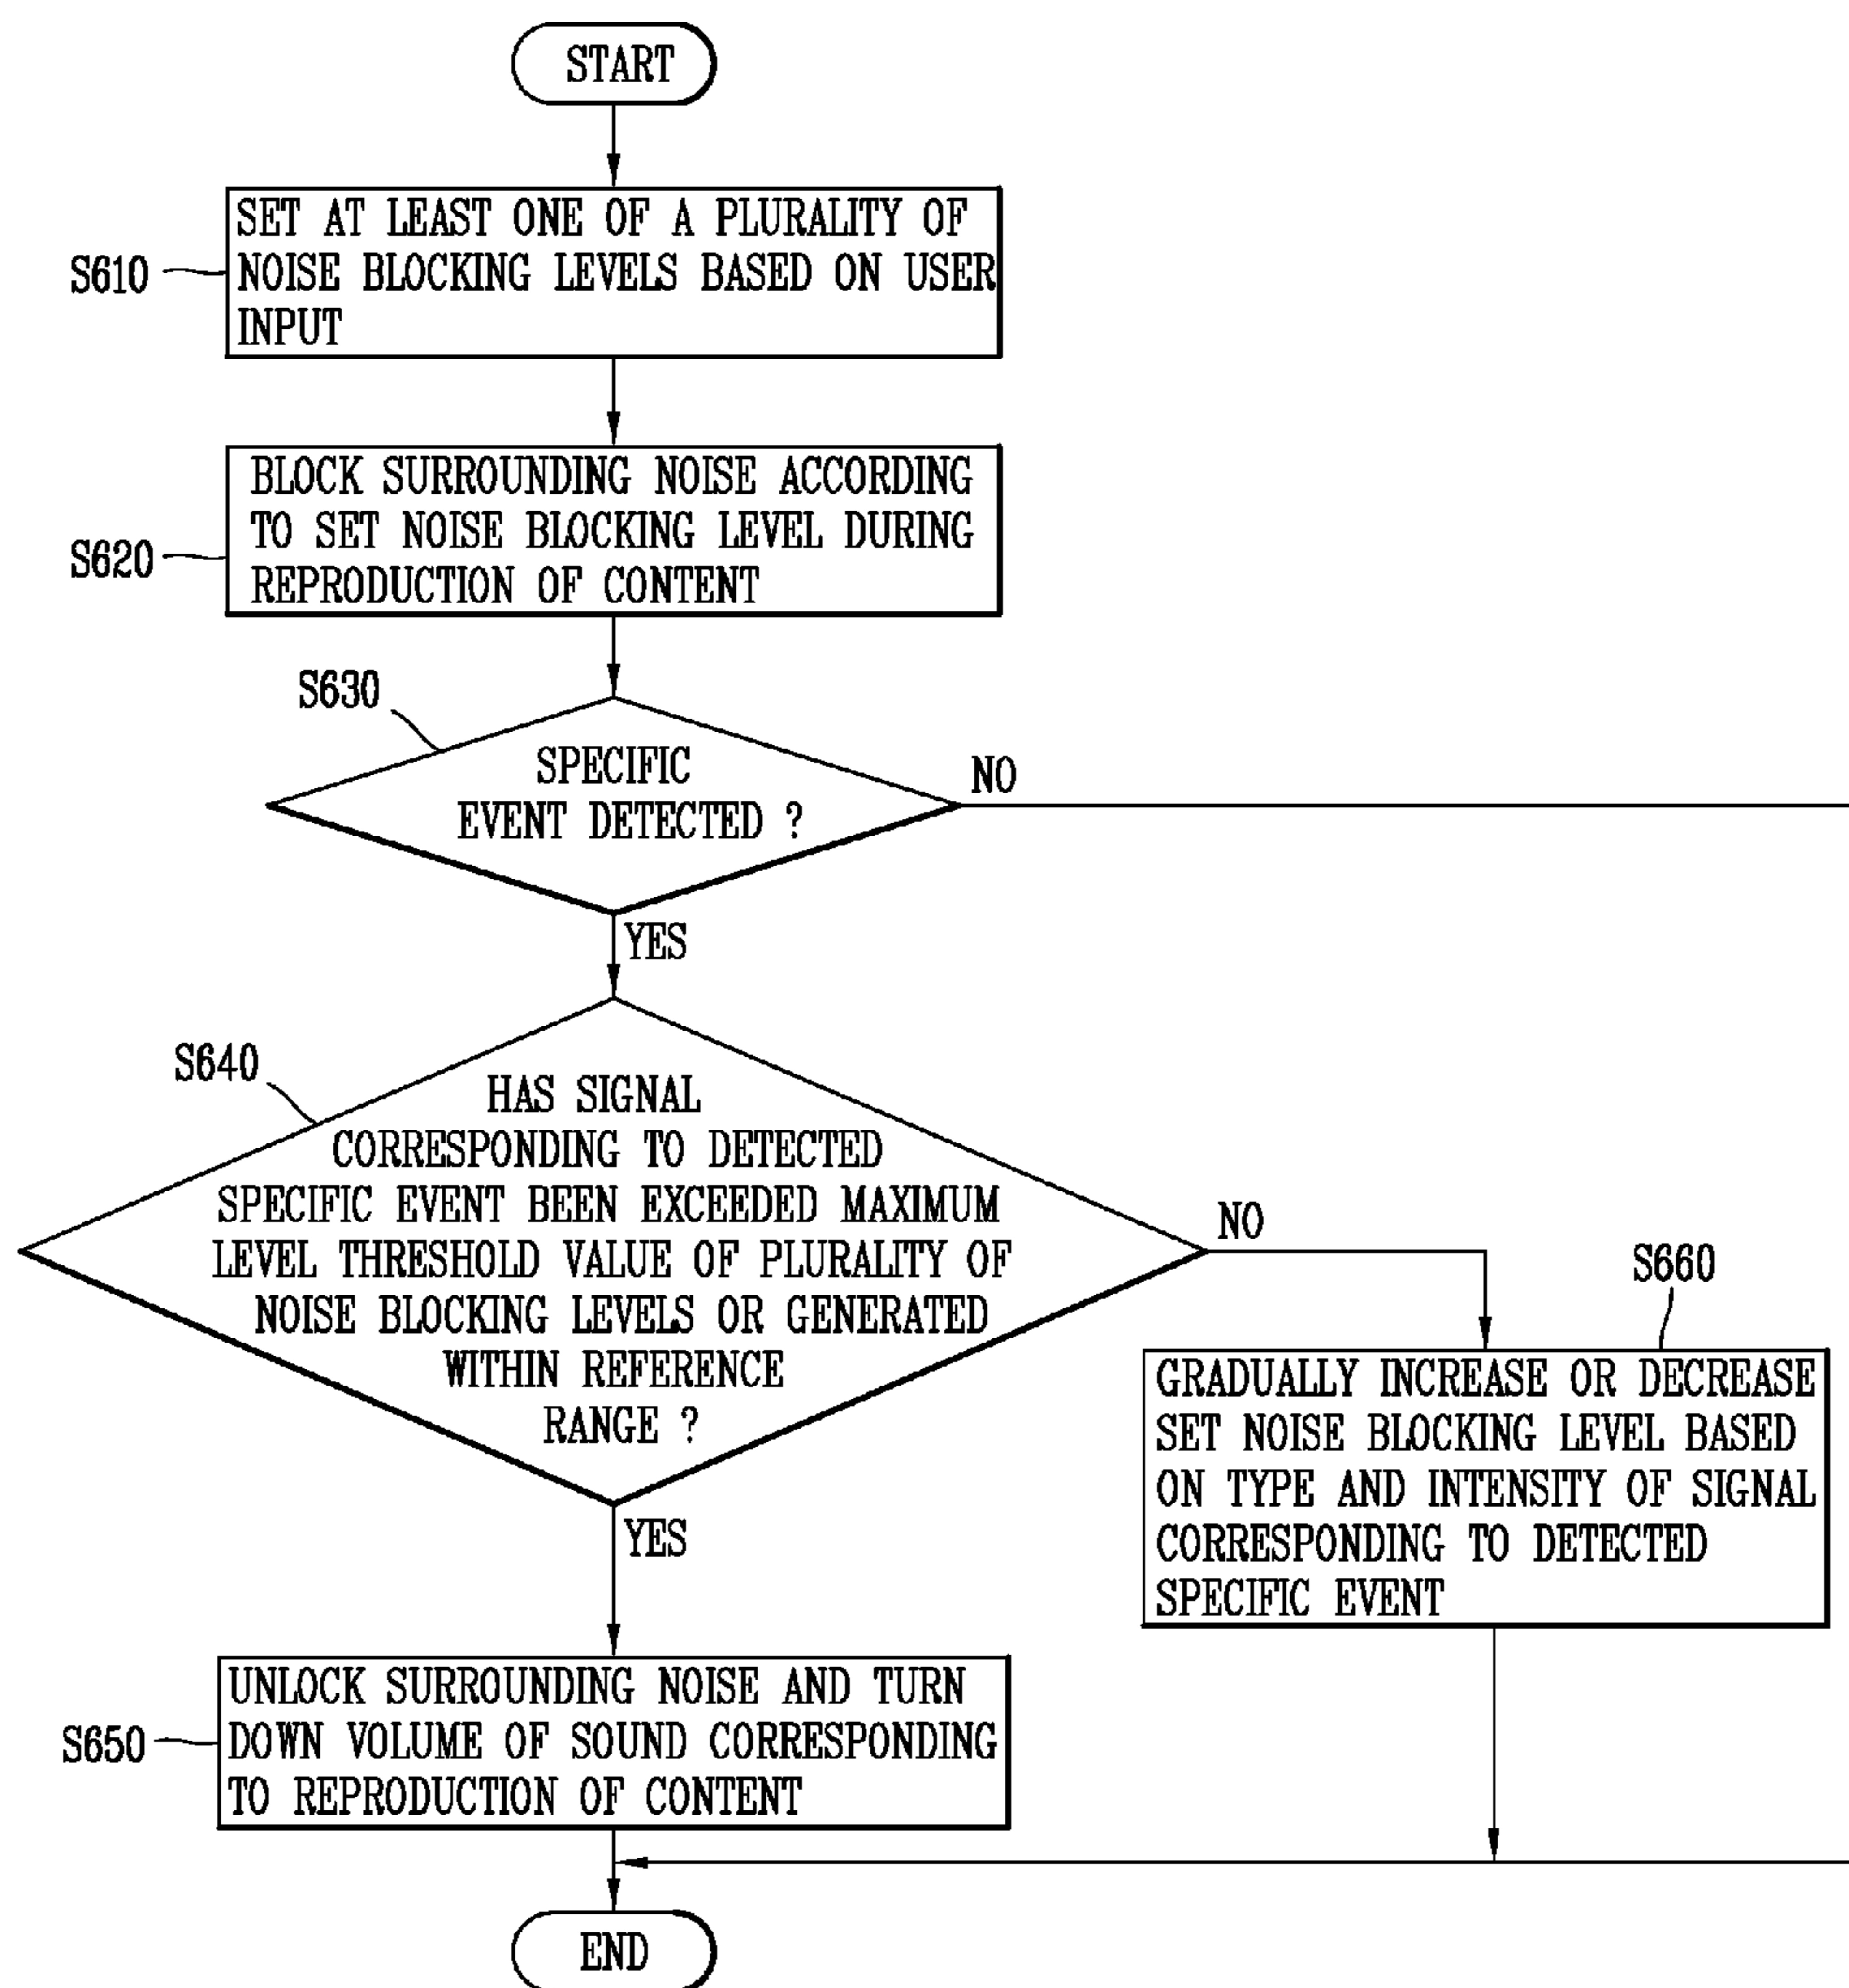 START
S610
SET AT LEAST ONE OF A PLURALITY OF
NOISE BLOCKING LEVELS BASED ON USER
INPUT
S620
BLOCK SURROUNDING NOISE ACCORDING
TO SET NOISE BLOCKING LEVEL DURING
REPRODUCTION OF CONTENT
S630
SPECIFIC
EVENT DETECTED ?
NO
YES
S640
HAS SIGNAL
CORRESPONDING TO DETECTED
SPECIFIC EVENT BEEN EXCEEDED MAXIMUM
LEVEL THRESHOLD VALUE OF PLURALITY OF
NOISE BLOCKING LEVELS OR GENERATED
WITHIN REFERENCE
RANGE ?
NO
YES
S660
GRADUALLY INCREASE OR DECREASE
SET NOISE BLOCKING LEVEL BASED
ON TYPE AND INTENSITY OF SIGNAL
CORRESPONDING TO DETECTED
SPECIFIC EVENT
S650
UNLOCK SURROUNDING NOISE AND TURN
DOWN VOLUME OF SOUND CORRESPONDING
TO REPRODUCTION OF CONTENT
END